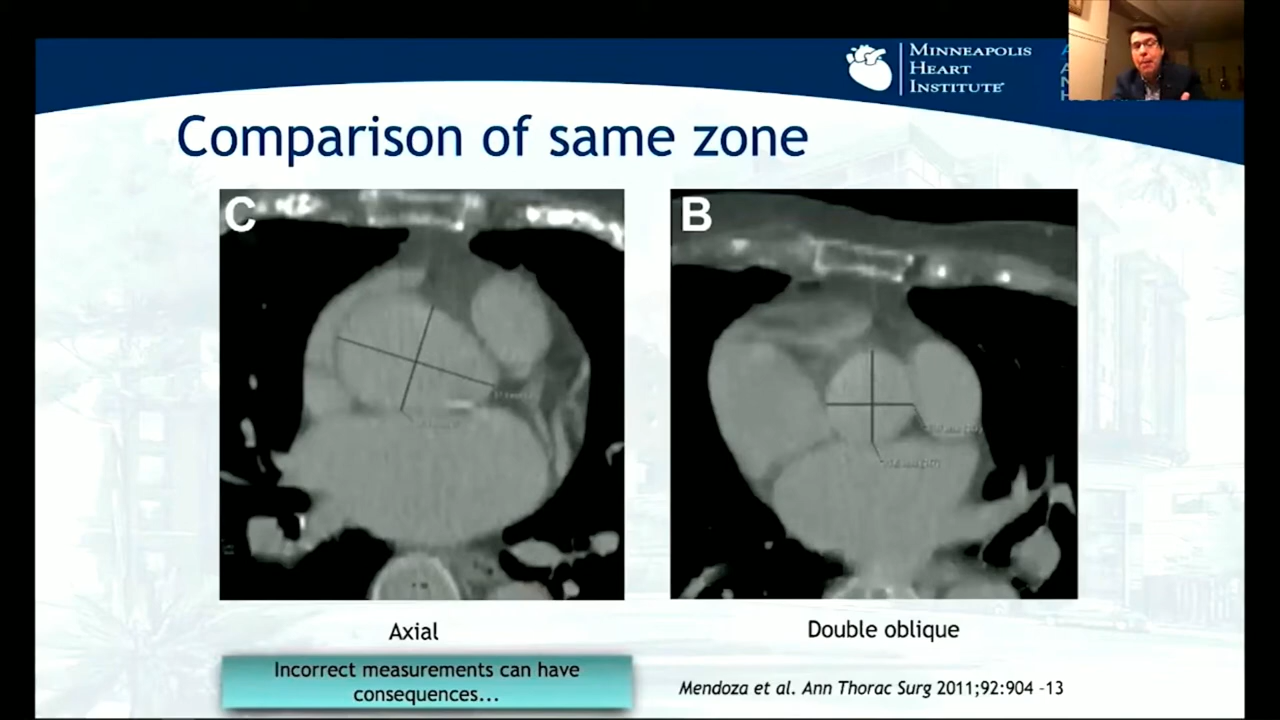 MINNEAPOLIS
HEART
INSTITUTE
Comparison of same zone
C
B
Axial
Double oblique
Incorrect measurements can have
consequences...
Mendoza et al. Ann Thorac Surg 2011;92:904 -13